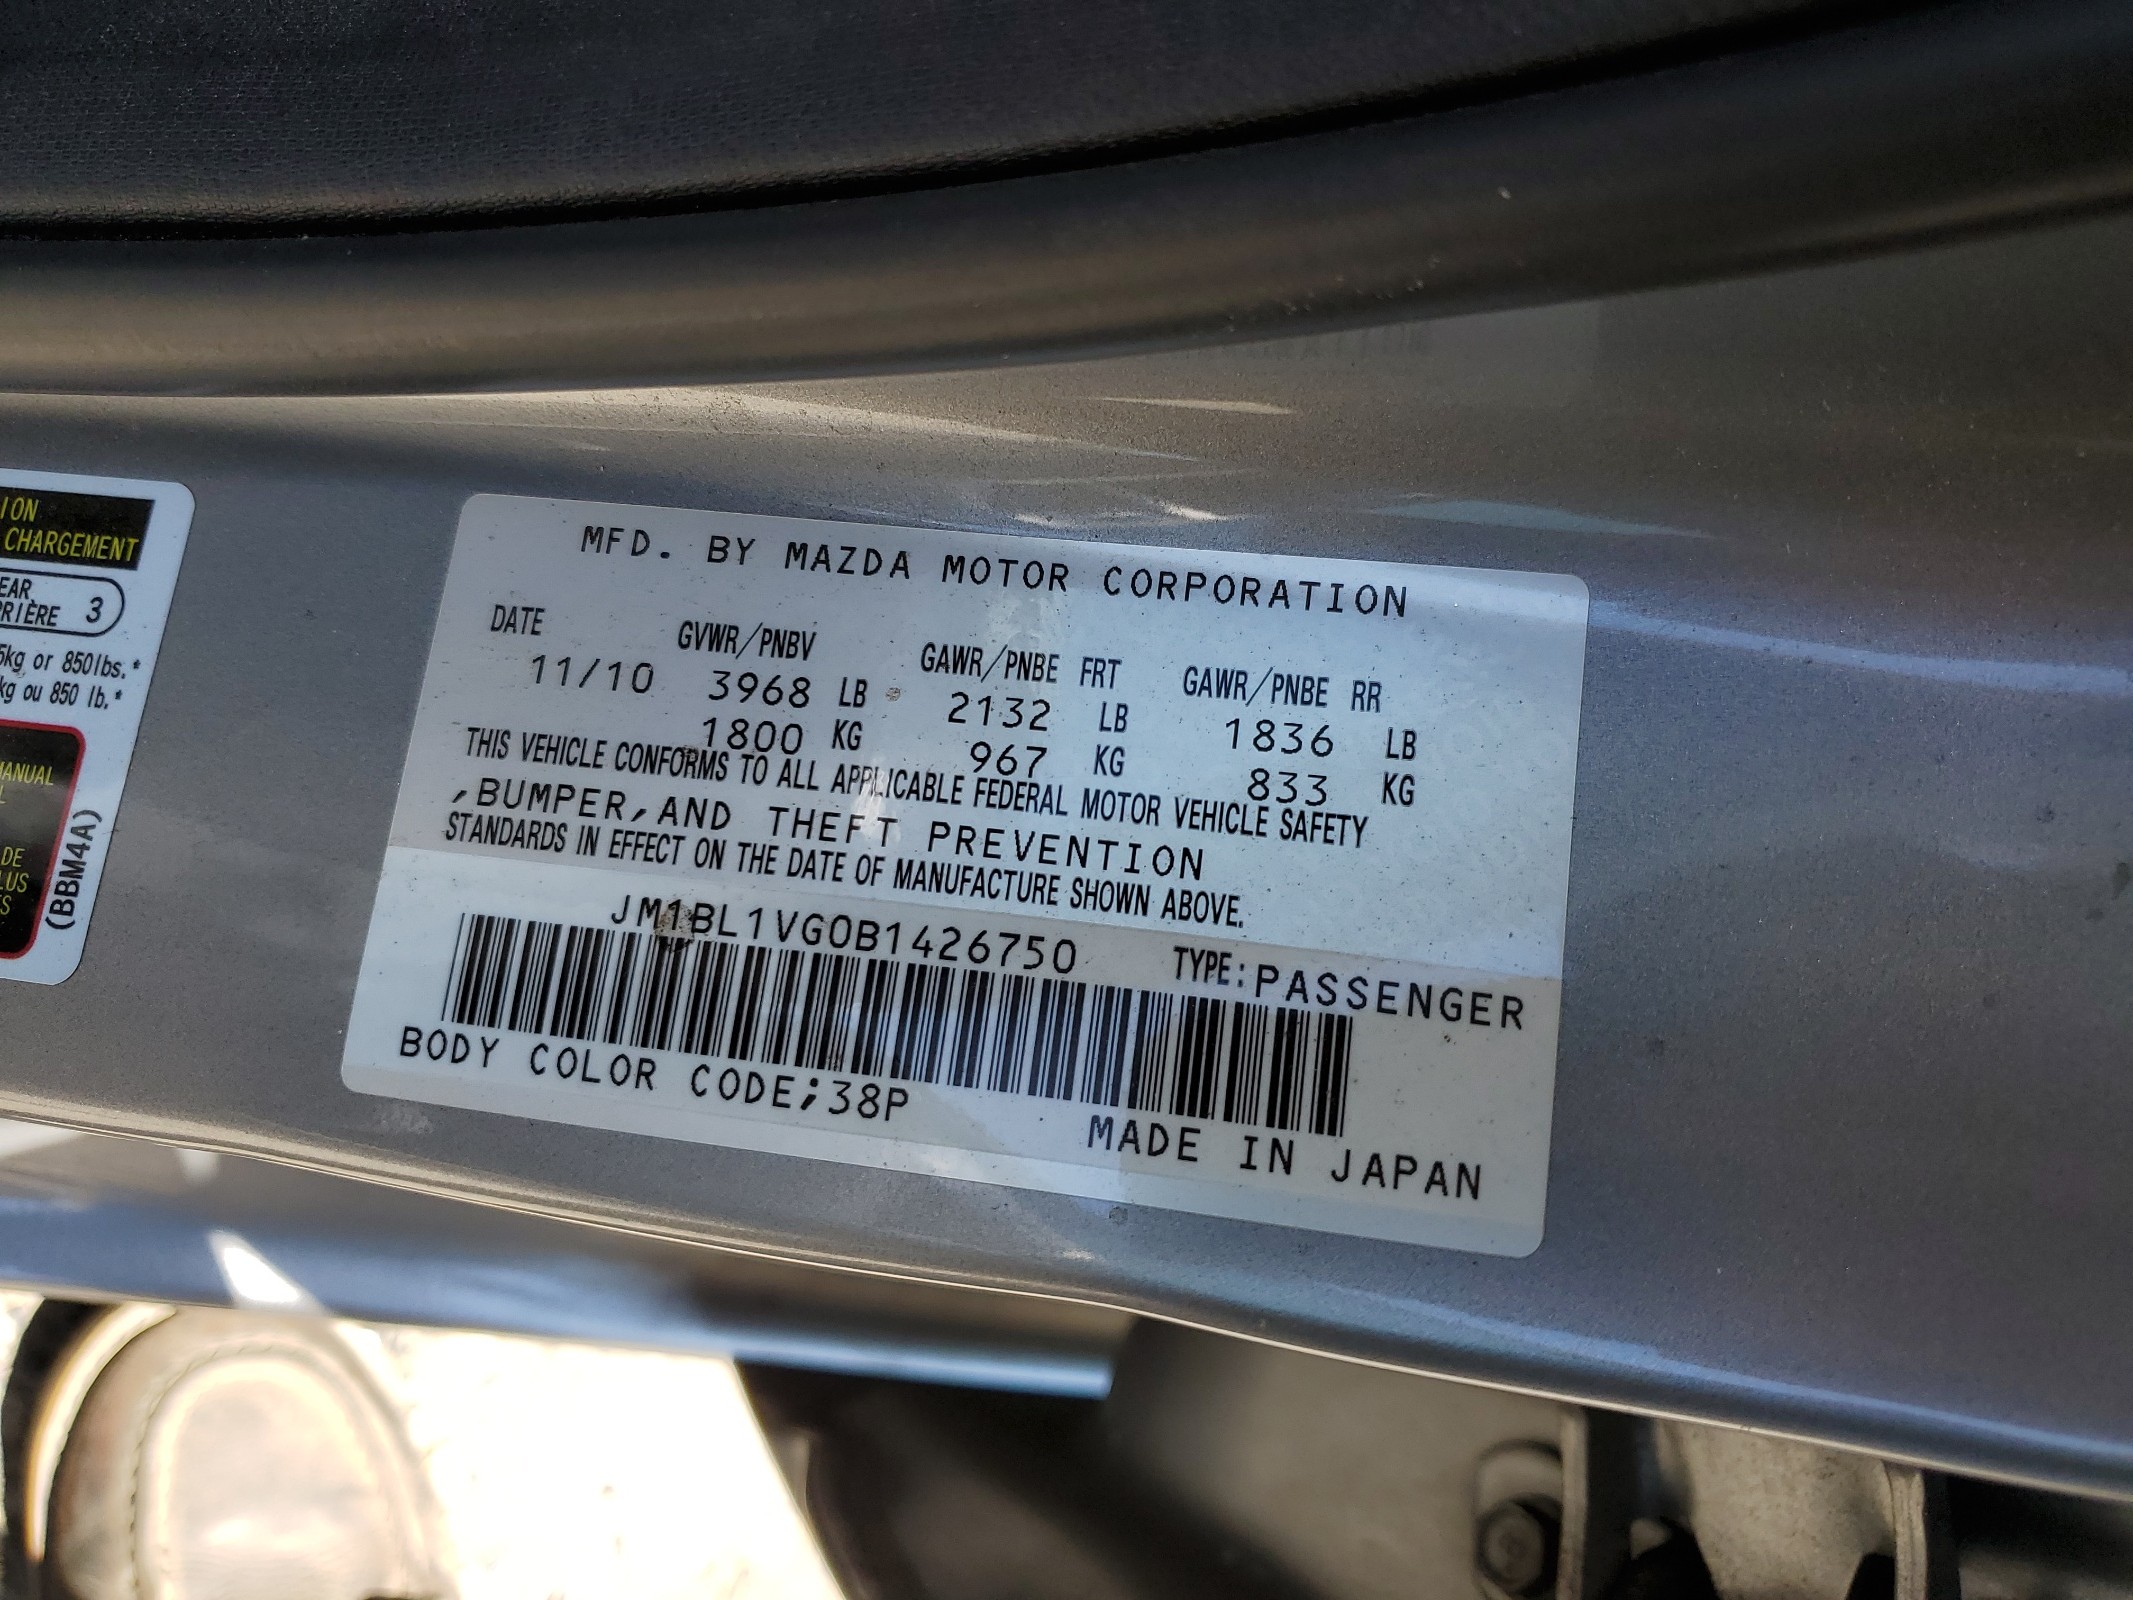 ION
CHARGEMENT
EAR
RIÈRE 3
5kg or 850lbs.*
kg ou 850 lb.*
MANUAL
L
DE
LUS
S
(BBM4A)
MFD. BY MAZDA MOTOR CORPORATION
DATE GVWR/PNBV GAWR/PNBE FRT GAWR/PNBE RR
11/10 3968 LB 2132 LB 1836 LB
1800 KG 967 KG 833 KG
THIS VEHICLE CONFORMS TO ALL APPLICABLE FEDERAL MOTOR VEHICLE SAFETY
,BUMPER,AND THEFT PREVENTION
STANDARDS IN EFFECT ON THE DATE OF MANUFACTURE SHOWN ABOVE.
JM1BL1VG0B1426750 TYPE:PASSENGER
BODY COLOR CODE;38P
MADE IN JAPAN